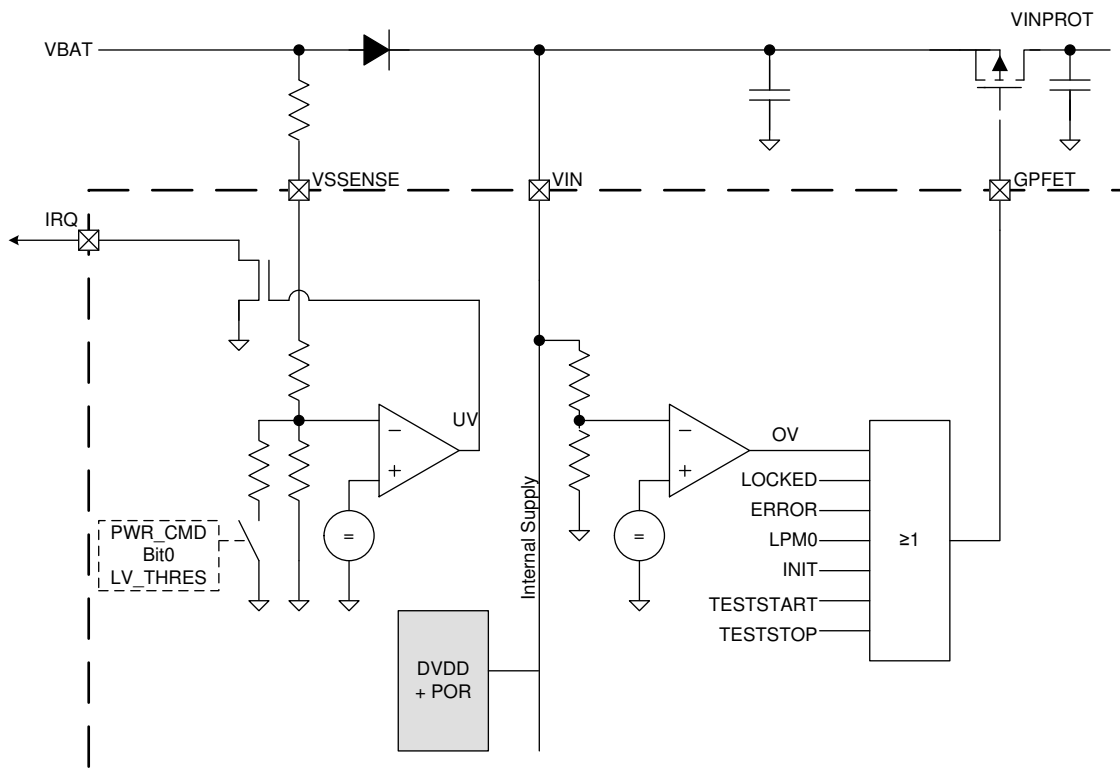 VINPROT
VBAT
VSSENSE
VIN
GPFET
IRQ
UV
OV
LOCKED
ERROR
LPM0
INIT
TESTSTART
TESTSTOP
≥1
−
+
=
−
+
=
PWR_CMD
Bit0
LV_THRES
Internal Supply
DVDD
+ POR